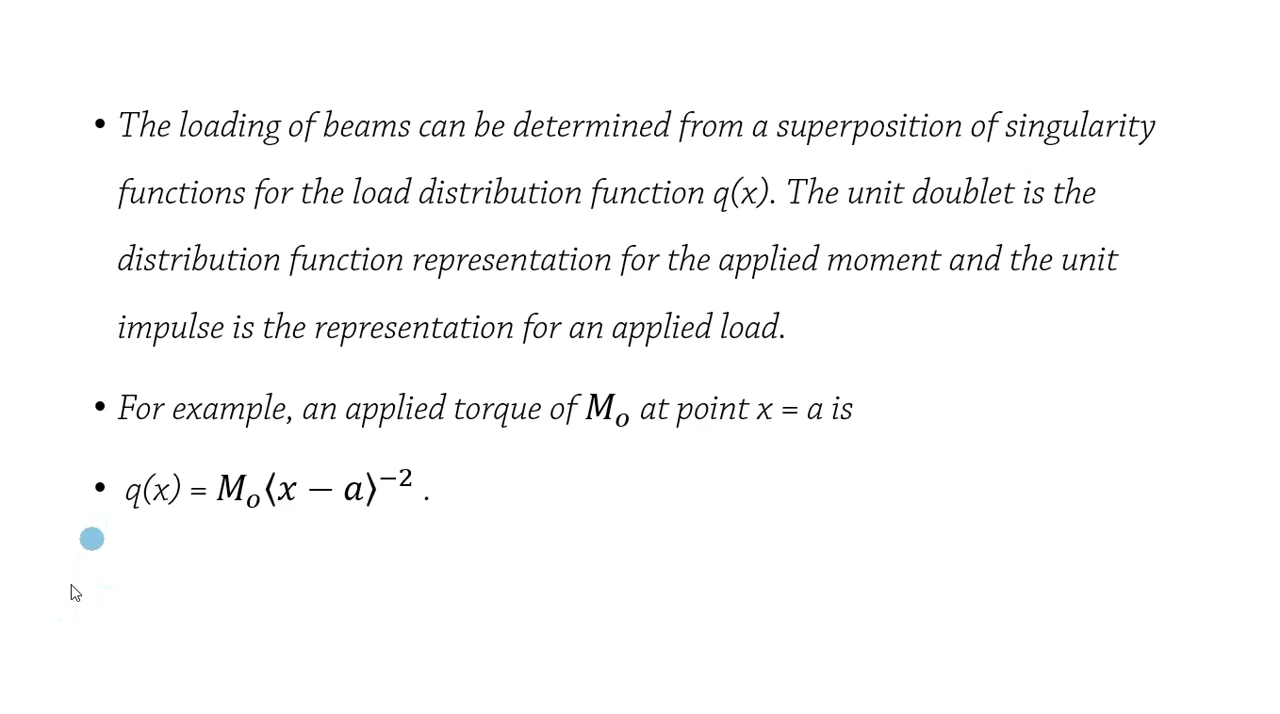 • The loading of beams can be determined from a superposition of singularity
functions for the load distribution function q(x). The unit doublet is the
distribution function representation for the applied moment and the unit
impulse is the representation for an applied load.
• For example, an applied torque of Mₒ at point x = a is
• q(x) = Mₒ⟨x − a⟩⁻² .